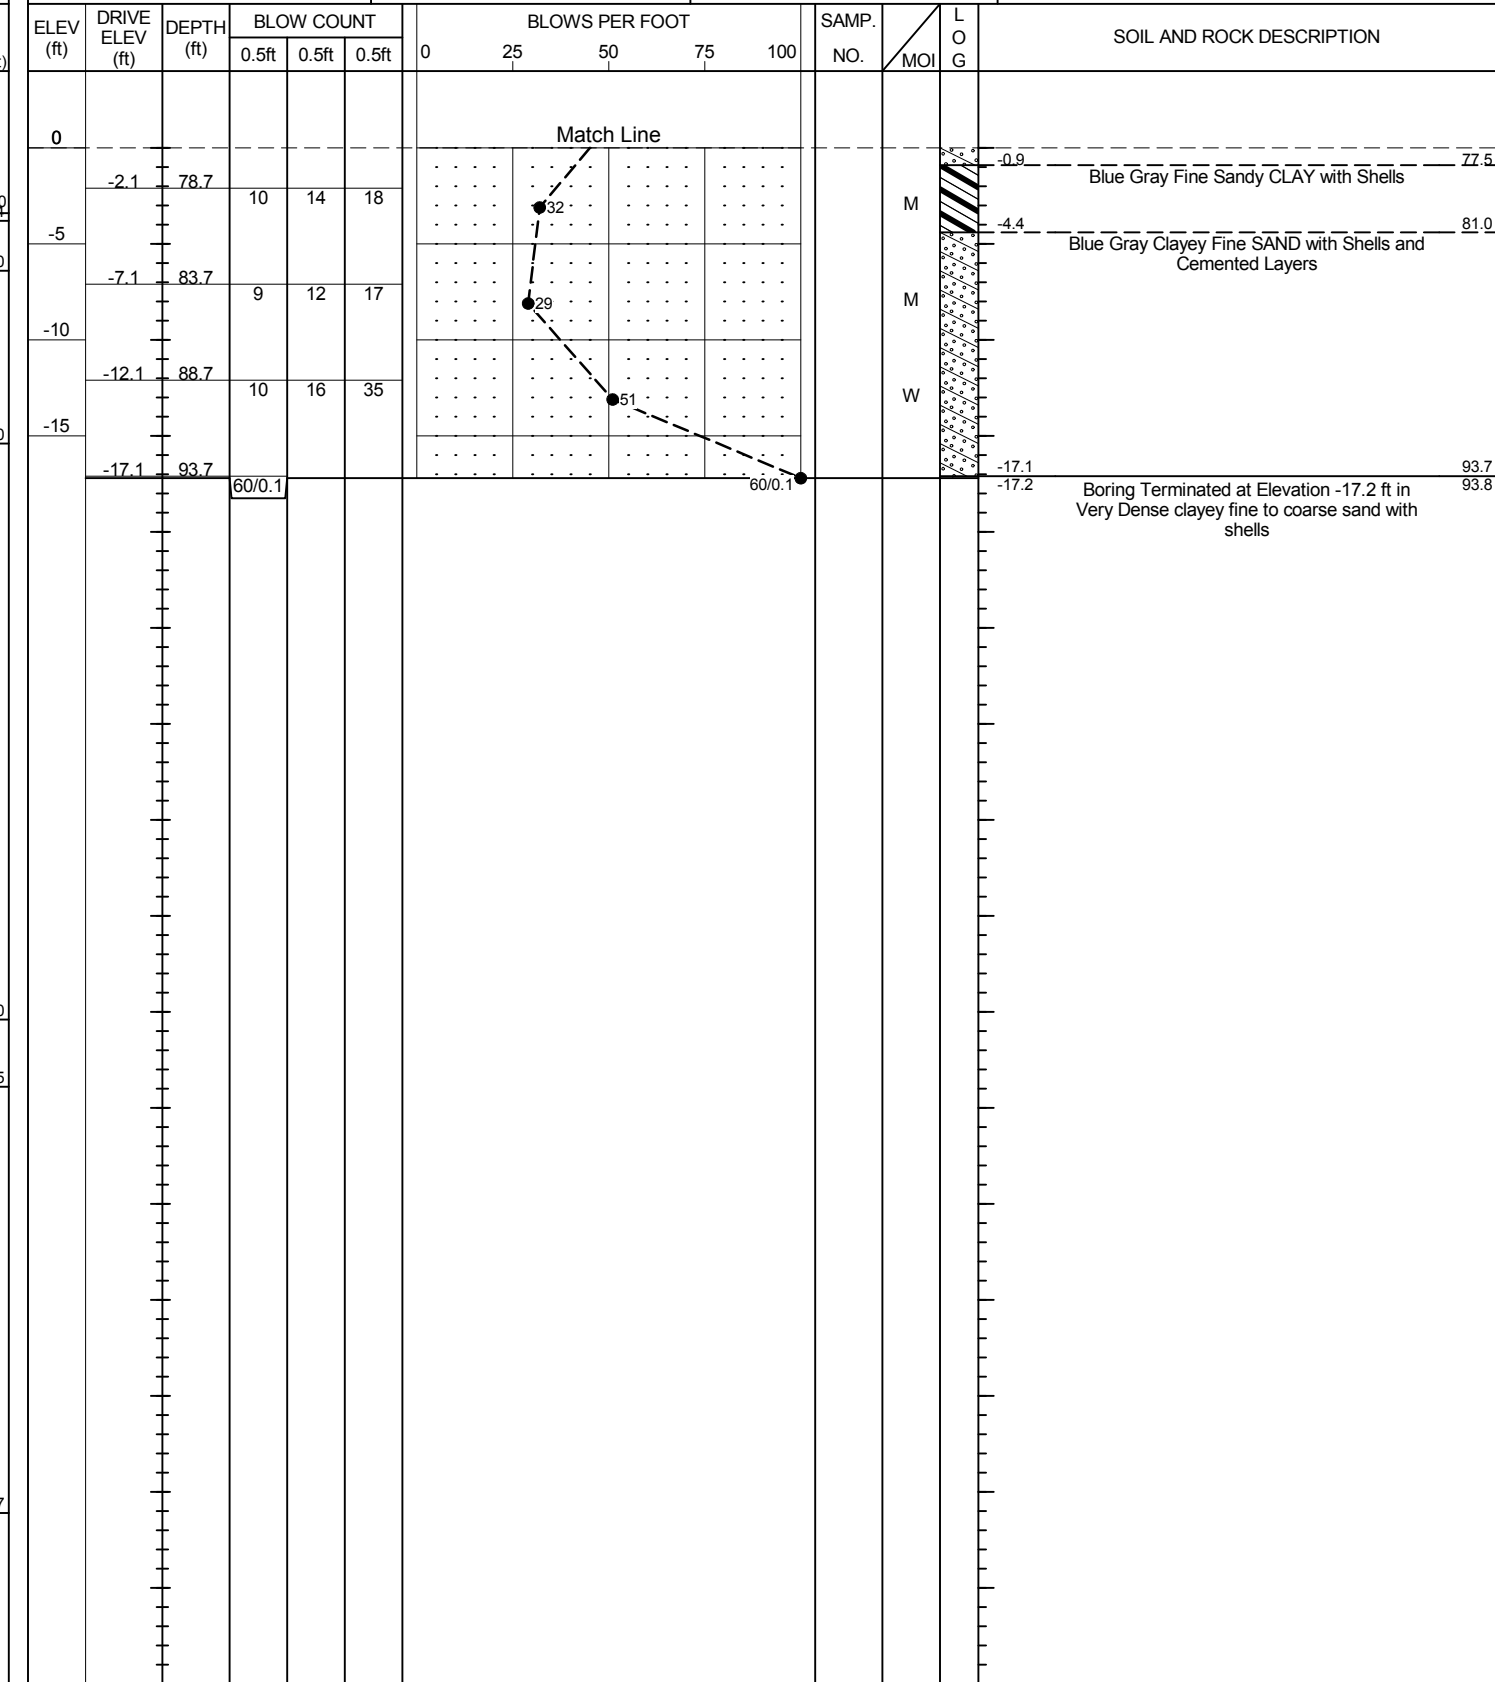 ELEV (ft) DRIVE ELEV (ft) DEPTH (ft) BLOW COUNT BLOWS PER FOOT SAMP. NO. MOI LOG SOIL AND ROCK DESCRIPTION
0.5ft 0.5ft 0.5ft 0 25 50 75 100
0 Match Line
-0.9 77.5
-2.1 78.7 Blue Gray Fine Sandy CLAY with Shells
10 14 18 32 M
-4.4 81.0
-5 Blue Gray Clayey Fine SAND with Shells and
Cemented Layers
-7.1 83.7
9 12 17 29 M
-10
-12.1 88.7
10 16 35 51 W
-15
-17.1 93.7 -17.1 93.7
60/0.1 60/0.1 -17.2 93.8
Boring Terminated at Elevation -17.2 ft in
Very Dense clayey fine to coarse sand with
shells